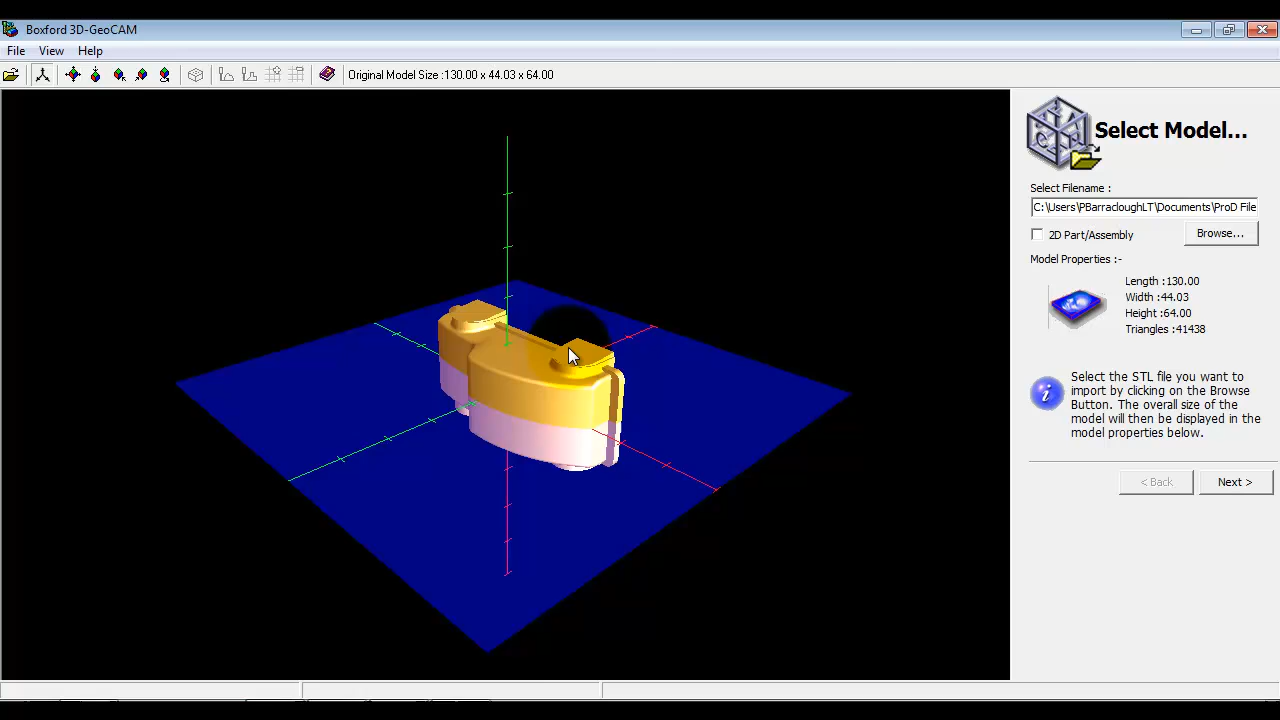 Boxford 3D-GeoCAM
File View Help
Original Model Size :130.00 x 44.03 x 64.00
Select Model...
Select Filename :
C:\Users\PBarracloughLT\Documents\ProD File
2D Part/Assembly
Browse...
Model Properties :-
Length :130.00
Width :44.03
Height :64.00
Triangles :41438
Select the STL file you want to
import by clicking on the Browse
Button. The overall size of the
model will then be displayed in the
model properties below.
< Back Next >